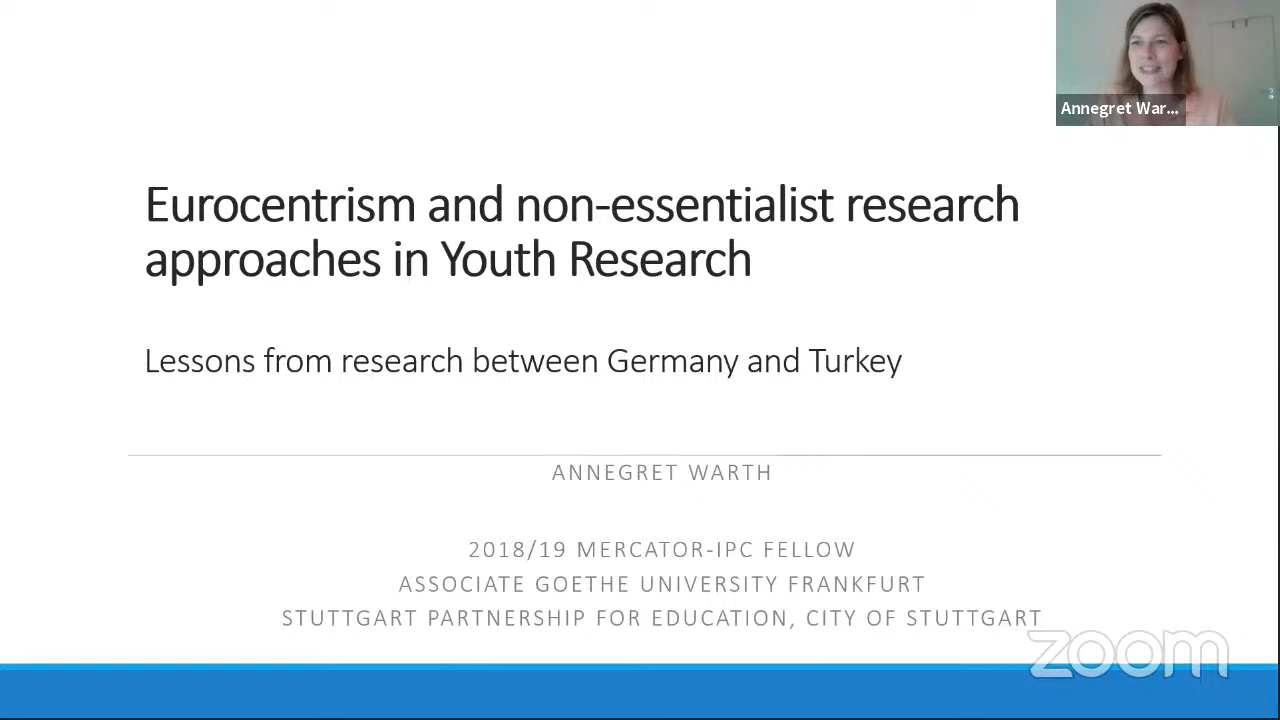 Annegret War...
Eurocentrism and non-essentialist research
approaches in Youth Research
Lessons from research between Germany and Turkey
ANNEGRET WARTH
2018/19 MERCATOR-IPC FELLOW
ASSOCIATE GOETHE UNIVERSITY FRANKFURT
STUTTGART PARTNERSHIP FOR EDUCATION, CITY OF STUTTGART
zoom